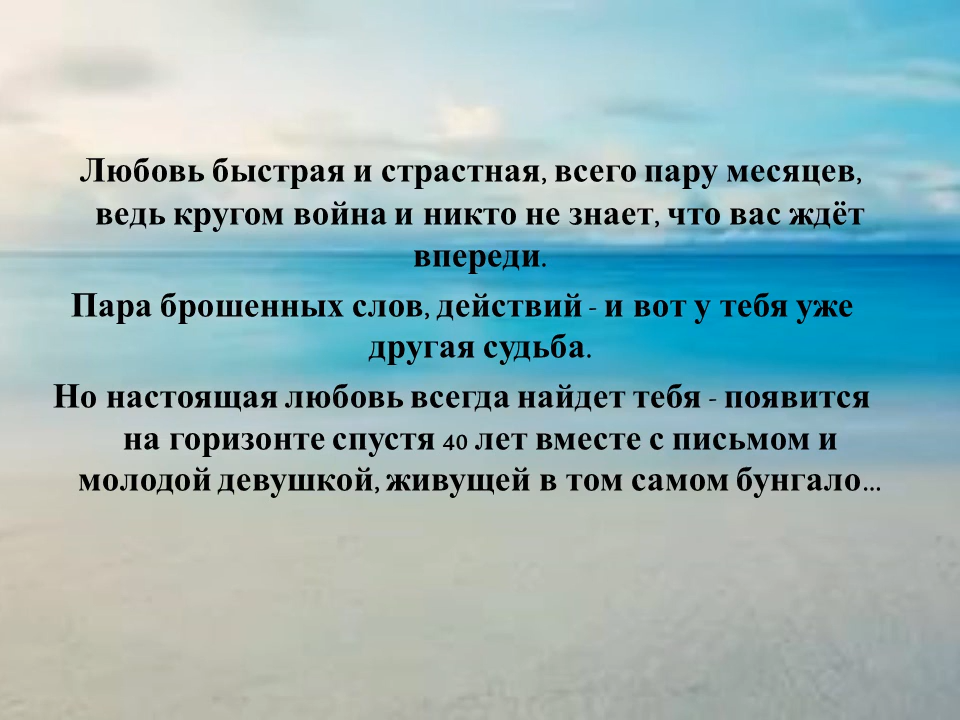 Любовь быстрая и страстная, всего пару месяцев,
ведь кругом война и никто не знает, что вас ждёт
впереди.
Пара брошенных слов, действий - и вот у тебя уже
другая судьба.
Но настоящая любовь всегда найдет тебя - появится
на горизонте спустя 40 лет вместе с письмом и
молодой девушкой, живущей в том самом бунгало...